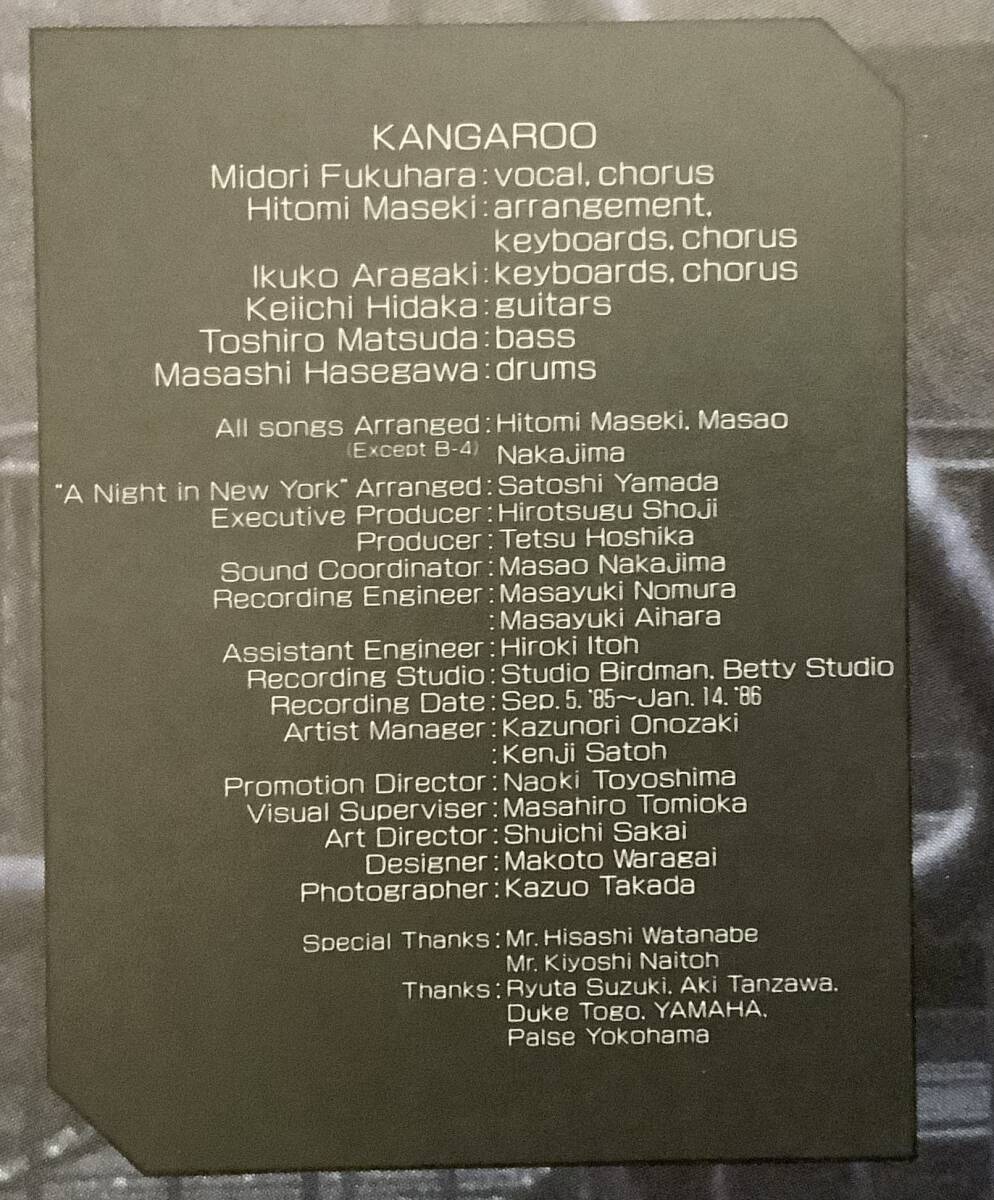 KANGAROO
Midori Fukuhara:vocal, chorus
Hitomi Maseki:arrangement,
keyboards, chorus
Ikuko Aragaki:keyboards, chorus
Keiichi Hidaka:guitars
Toshiro Matsuda:bass
Masashi Hasegawa:drums
All songs Arranged:Hitomi Maseki, Masao
(Except B-4) Nakajima
"A Night in New York" Arranged:Satoshi Yamada
Executive Producer:Hirotsugu Shoji
Producer:Tetsu Hoshika
Sound Coordinator:Masao Nakajima
Recording Engineer:Masayuki Nomura
:Masayuki Aihara
Assistant Engineer:Hiroki Itoh
Recording Studio:Studio Birdman, Betty Studio
Recording Date:Sep. 5. '85~Jan. 14. '86
Artist Manager:Kazunori Onozaki
:Kenji Satoh
Promotion Director:Naoki Toyoshima
Visual Superviser:Masahiro Tomioka
Art Director:Shuichi Sakai
Designer:Makoto Waragai
Photographer:Kazuo Takada
Special Thanks:Mr. Hisashi Watanabe
Mr. Kiyoshi Naitoh
Thanks:Ryuta Suzuki, Aki Tanzawa,
Duke Togo, YAMAHA,
Palse Yokohama